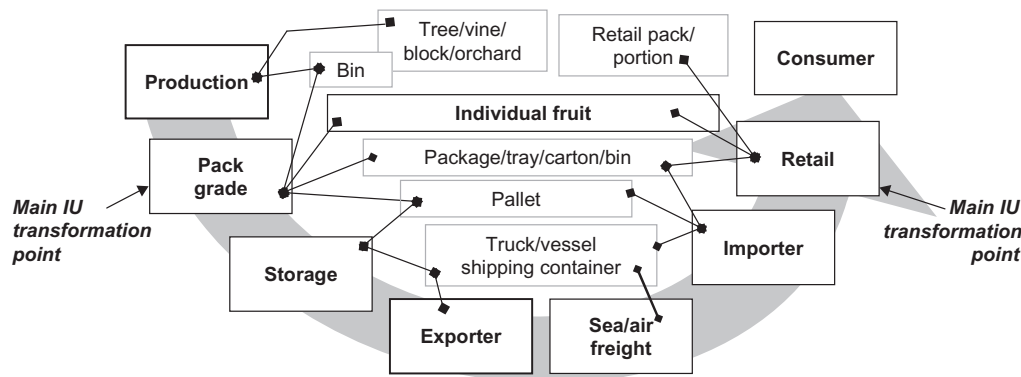 Tree/vine/
block/orchard
Retail pack/
portion
Consumer
Production
Bin
Individual fruit
Pack
grade
Package/tray/carton/bin
Retail
Main IU
transformation
point
Pallet
Main IU
transformation
point
Storage
Truck/vessel
shipping container
Importer
Exporter
Sea/air
freight